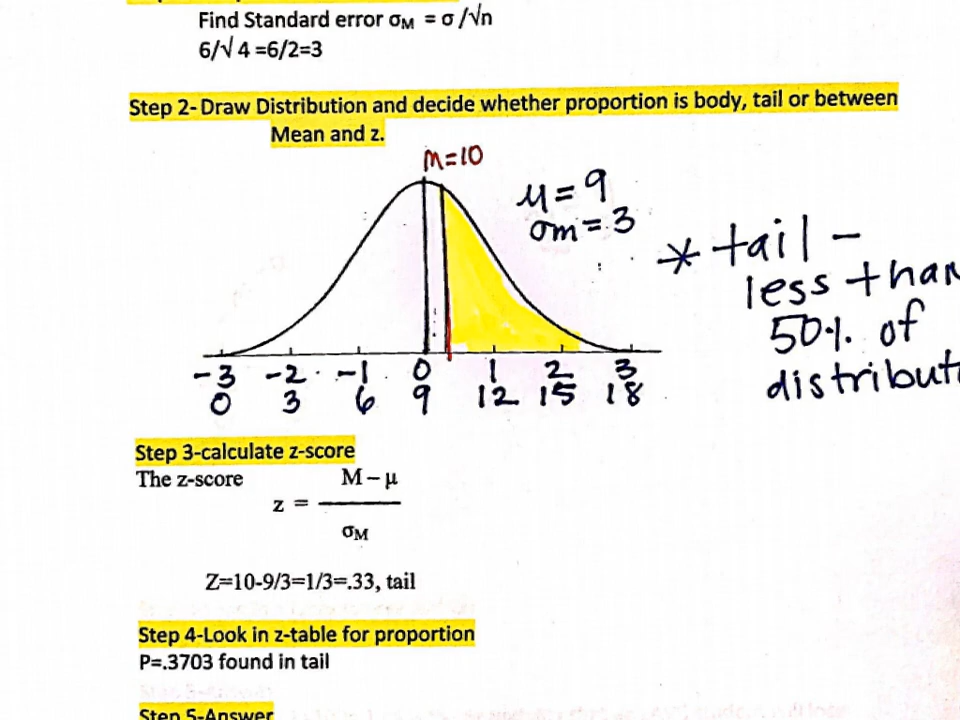 Find Standard error σM = σ/√n
6/√ 4 =6/2=3
Step 2- Draw Distribution and decide whether proportion is body, tail or between
Mean and z.
M=10
μ = 9
σm = 3
* tail -
less than
50% of
distribut
-3 -2 -1 0 1 2 3
0 3 6 9 12 15 18
Step 3-calculate z-score
The z-score
M – μ
z =
σM
Z=10-9/3=1/3=.33, tail
Step 4-Look in z-table for proportion
P=.3703 found in tail
Step 5-Answer